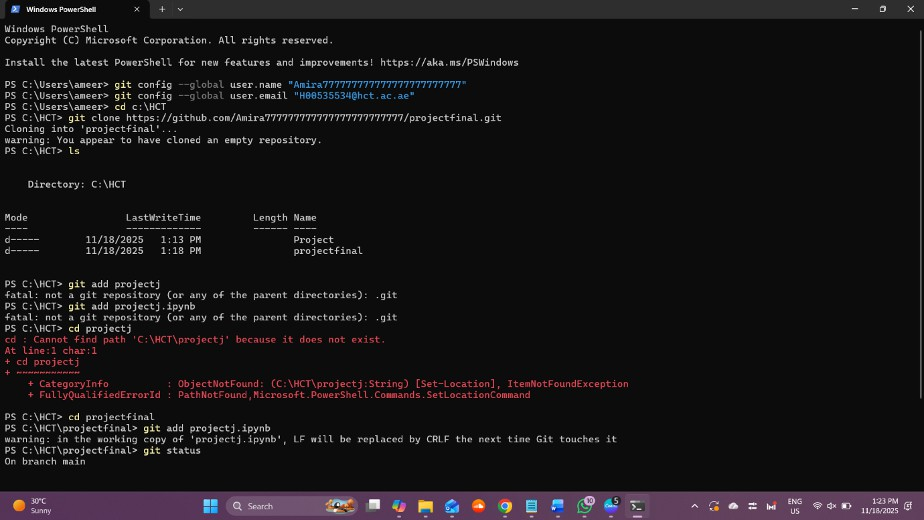 Windows PowerShell
Windows PowerShell
Copyright (C) Microsoft Corporation. All rights reserved.
Install the latest PowerShell for new features and improvements! https://aka.ms/PSWindows
PS C:\Users\ameer> git config --global user.name "Amira777777777777777777777777"
PS C:\Users\ameer> git config --global user.email "H00535534@hct.ac.ae"
PS C:\Users\ameer> cd c:\HCT
PS C:\HCT> git clone https://github.com/Amira777777777777777777777777/projectfinal.git
Cloning into 'projectfinal'...
warning: You appear to have cloned an empty repository.
PS C:\HCT> ls
Directory: C:\HCT
Mode LastWriteTime Length Name
---- ------------- ------ ----
d----- 11/18/2025 1:13 PM Project
d----- 11/18/2025 1:18 PM projectfinal
PS C:\HCT> git add projectj
fatal: not a git repository (or any of the parent directories): .git
PS C:\HCT> git add projectj.ipynb
fatal: not a git repository (or any of the parent directories): .git
PS C:\HCT> cd projectj
cd : Cannot find path 'C:\HCT\projectj' because it does not exist.
At line:1 char:1
+ cd projectj
+ ~~~~~~~~~~~
+ CategoryInfo : ObjectNotFound: (C:\HCT\projectj:String) [Set-Location], ItemNotFoundException
+ FullyQualifiedErrorId : PathNotFound,Microsoft.PowerShell.Commands.SetLocationCommand
PS C:\HCT> cd projectfinal
PS C:\HCT\projectfinal> git add projectj.ipynb
warning: in the working copy of 'projectj.ipynb', LF will be replaced by CRLF the next time Git touches it
PS C:\HCT\projectfinal> git status
On branch main
30°C
Sunny
Search
10
5
ENG
US
1:23 PM
11/18/2025